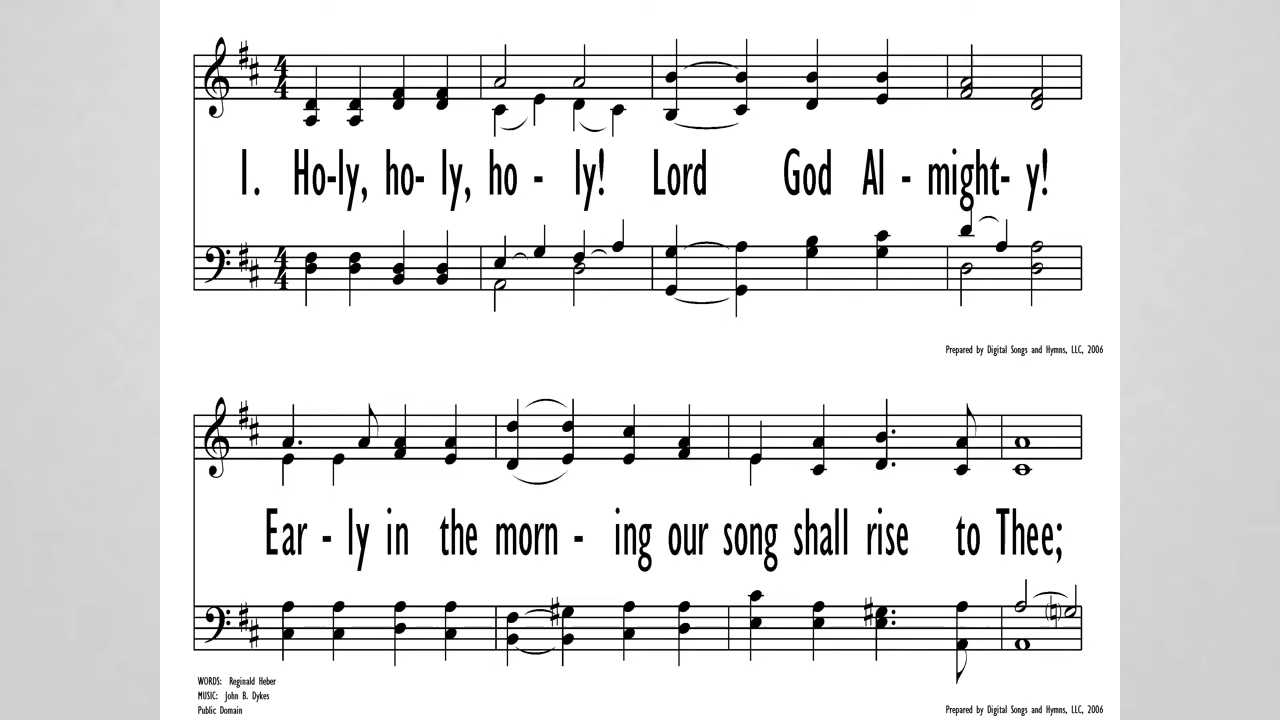 1. Ho-ly, ho- ly, ho - ly! Lord God Al - might- y!
Prepared by Digital Songs and Hymns, LLC, 2006
Ear - ly in the morn - ing our song shall rise to Thee;
WORDS: Reginald Heber
MUSIC: John B. Dykes
Public Domain
Prepared by Digital Songs and Hymns, LLC, 2006